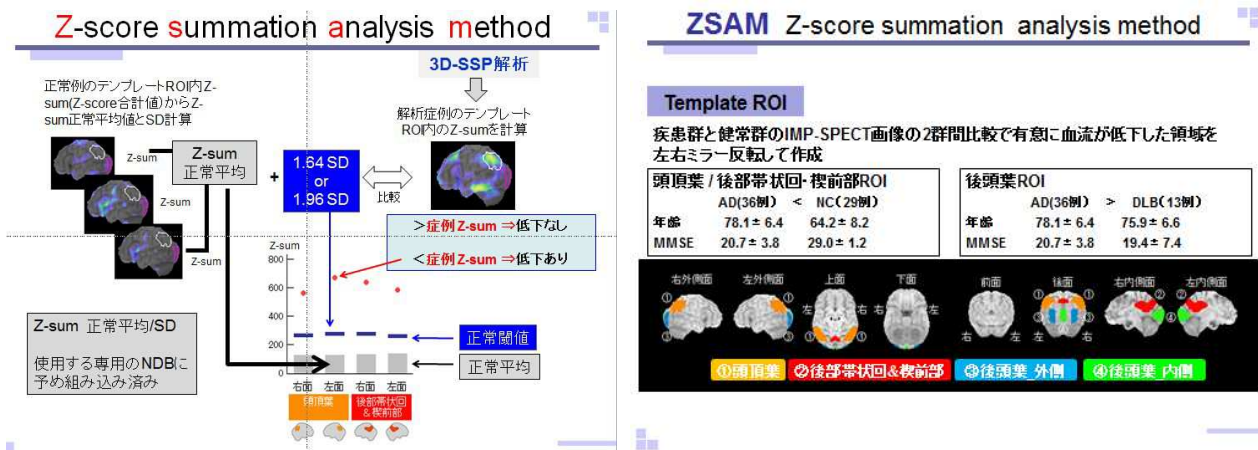 Z-score summation analysis method
3D-SSP解析
正常例のテンプレートROI内Z-
sum(Z-score合計値)からZ-
sum正常平均値とSD計算
解析症例のテンプレート
ROI内のZ-sumを計算
Z-sum
Z-sum
Z-sum
Z-sum
正常平均
+
1.64 SD
or
1.96 SD
比較
>症例Z-sum ⇒低下なし
<症例Z-sum ⇒低下あり
Z-sum
800
600
400
200
0
正常閾値
正常平均
Z-sum 正常平均/SD
使用する専用のNDBに
予め組み込み済み
右面 左面 右面 左面
頭頂葉
後部帯状回
&楔前部
ZSAM Z-score summation analysis method
Template ROI
疾患群と健常群のIMP-SPECT画像の2群間比較で有意に血流が低下した領域を
左右ミラー反転して作成
頭頂葉 / 後部帯状回・楔前部ROI
AD(36例) < NC(29例)
年齢 78.1± 6.4 64.2± 8.2
MMSE 20.7± 3.8 29.0± 1.2
後頭葉ROI
AD(36例) > DLB(13例)
年齢 78.1± 6.4 75.9± 6.6
MMSE 20.7± 3.8 19.4± 7.4
右外側面 左外側面 上面 下面 前面 後面 右内側面 左内側面
① ① ① ② ②
③ ③ ③ ④
左 右 右 左 右 左 左 右
①頭頂葉 ②後部帯状回&楔前部 ③後頭葉_外側 ④後頭葉_内側